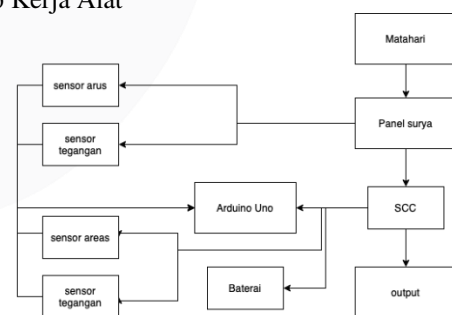 Kerja Alat
Matahari
sensor arus
Panel surya
sensor
tegangan
Arduino Uno
SCC
sensor areas
Baterai
sensor
tegangan
output